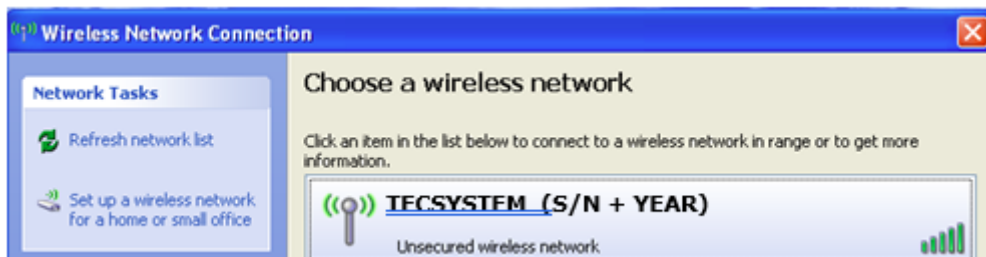 Wireless Network Connection
Network Tasks
Refresh network list
Set up a wireless network
for a home or small office
Choose a wireless network
Click an item in the list below to connect to a wireless network in range or to get more
information.
TECSYSTEM (S/N + YEAR)
Unsecured wireless network